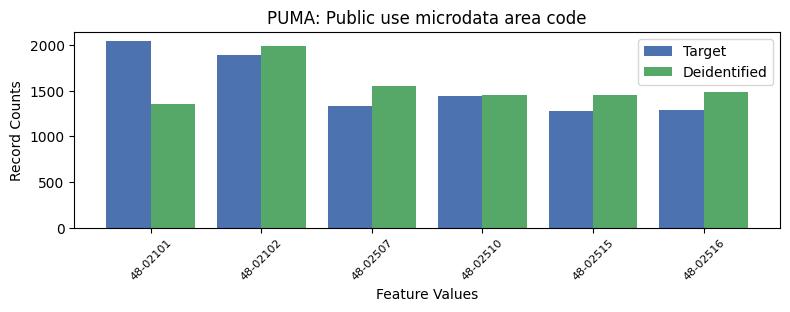 PUMA: Public use microdata area code
Target
Deidentified
Record Counts
2000
1500
1000
500
0
48-02101
48-02102
48-02507
48-02510
48-02515
48-02516
Feature Values